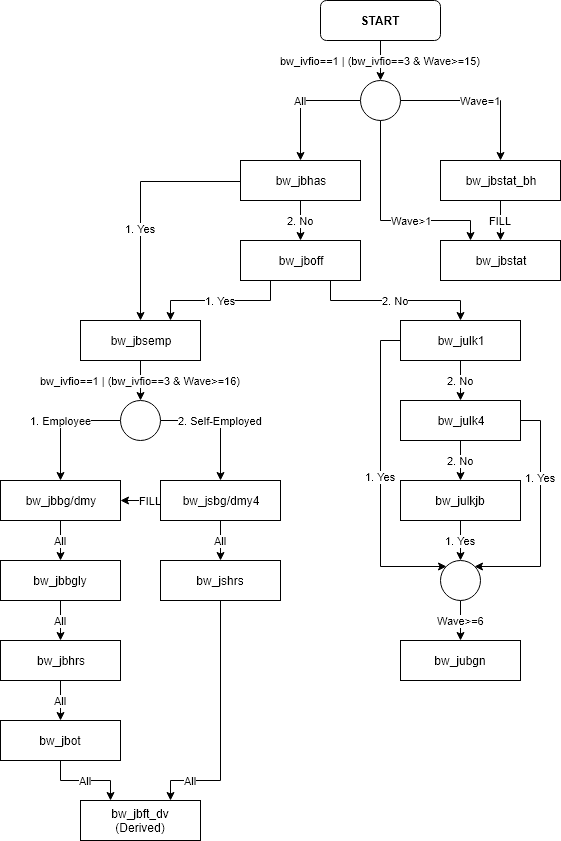 START
bw_ivfio==1 | (bw_ivfio==3 & Wave>=15)
All
Wave=1
bw_jbhas
bw_jbstat_bh
1. Yes
2. No
Wave>1
FILL
bw_jboff
bw_jbstat
1. Yes
2. No
bw_jbsemp
bw_julk1
bw_ivfio==1 | (bw_ivfio==3 & Wave>=16)
2. No
1. Employee
2. Self-Employed
bw_julk4
2. No
1. Yes
1. Yes
bw_jbbg/dmy
FILL
bw_jsbg/dmy4
bw_julkjb
All
All
1. Yes
bw_jbbgly
bw_jshrs
All
Wave>=6
bw_jbhrs
bw_jubgn
All
bw_jbot
All
All
bw_jbft_dv
(Derived)